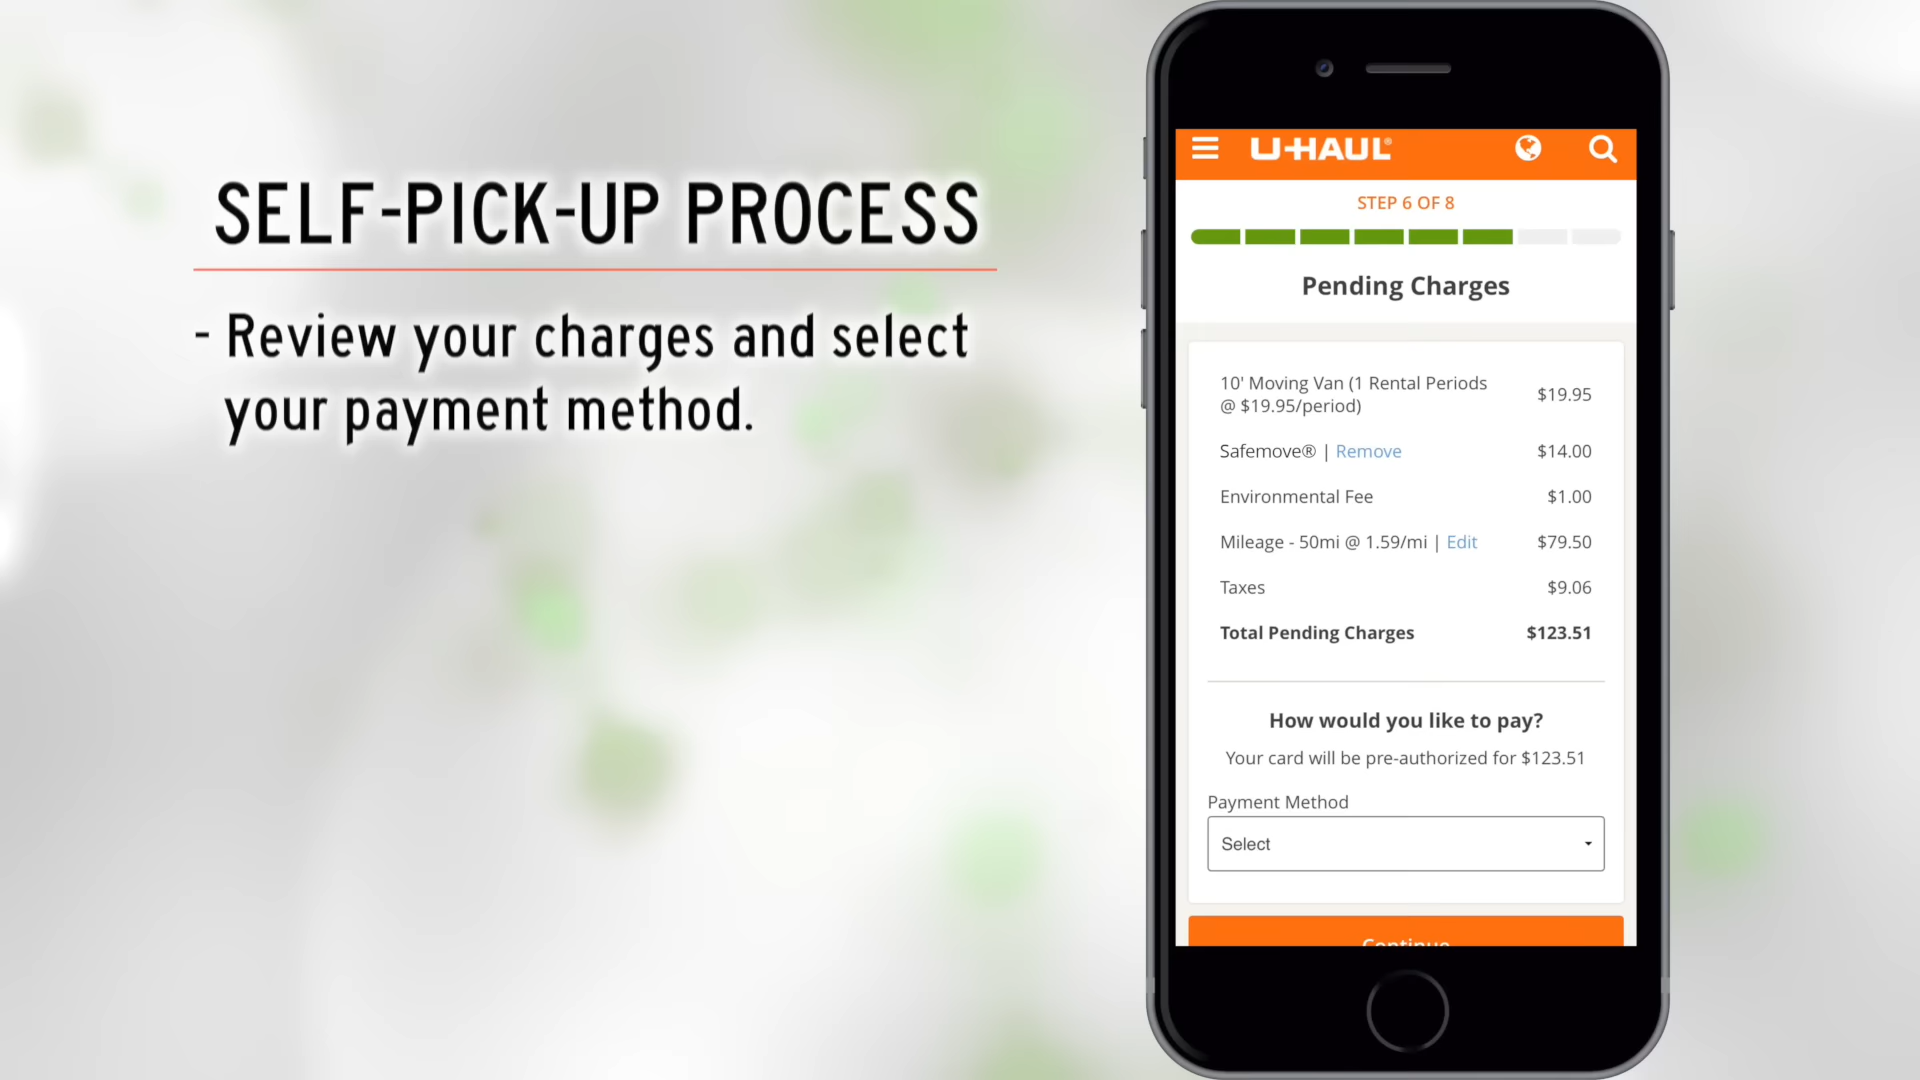 SELF-PICK-UP PROCESS
- Review your charges and select
your payment method.
U-HAUL®
STEP 6 OF 8
Pending Charges
10' Moving Van (1 Rental Periods
@ $19.95/period) $19.95
Safemove® | Remove $14.00
Environmental Fee $1.00
Mileage - 50mi @ 1.59/mi | Edit $79.50
Taxes $9.06
Total Pending Charges $123.51
How would you like to pay?
Your card will be pre-authorized for $123.51
Payment Method
Select
Continue